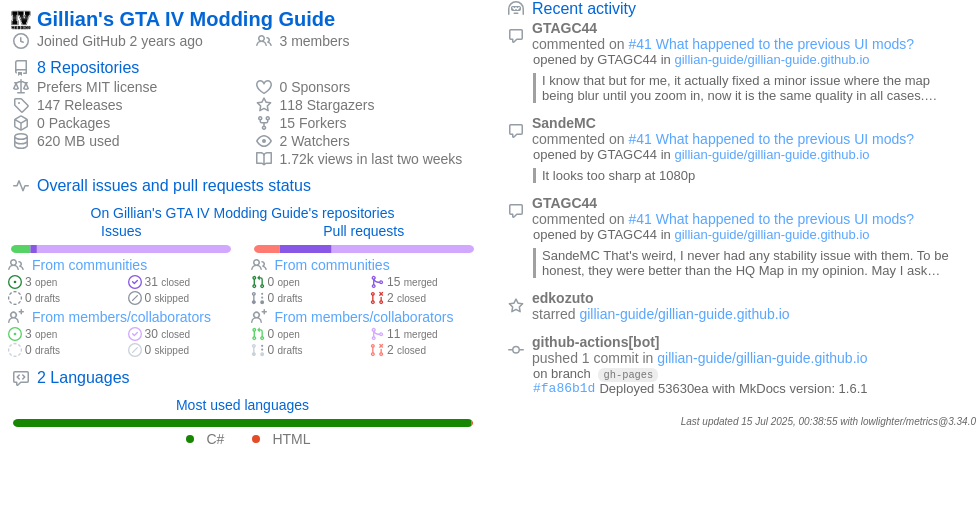 Gillian's GTA IV Modding Guide
Joined GitHub 2 years ago
3 members
8 Repositories
Prefers MIT license
0 Sponsors
147 Releases
118 Stargazers
0 Packages
15 Forkers
620 MB used
2 Watchers
1.72k views in last two weeks
Overall issues and pull requests status
On Gillian's GTA IV Modding Guide's repositories
Issues
Pull requests
From communities
3 open
31 closed
0 drafts
0 skipped
From members/collaborators
3 open
30 closed
0 drafts
0 skipped
From communities
0 open
15 merged
0 drafts
2 closed
From members/collaborators
0 open
11 merged
0 drafts
2 closed
2 Languages
Most used languages
C#
HTML
Recent activity
GTAGC44
commented on #41 What happened to the previous UI mods?
opened by GTAGC44 in gillian-guide/gillian-guide.github.io
I know that but for me, it actually fixed a minor issue where the map
being blur until you zoom in, now it is the same quality in all cases.…
SandeMC
commented on #41 What happened to the previous UI mods?
opened by GTAGC44 in gillian-guide/gillian-guide.github.io
It looks too sharp at 1080p
GTAGC44
commented on #41 What happened to the previous UI mods?
opened by GTAGC44 in gillian-guide/gillian-guide.github.io
SandeMC That's weird, I never had any stability issue with them. To be
honest, they were better than the HQ Map in my opinion. May I ask…
edkozuto
starred gillian-guide/gillian-guide.github.io
github-actions[bot]
pushed 1 commit in gillian-guide/gillian-guide.github.io
on branch gh-pages
#fa86b1d Deployed 53630ea with MkDocs version: 1.6.1
Last updated 15 Jul 2025, 00:38:55 with lowlighter/metrics@3.34.0